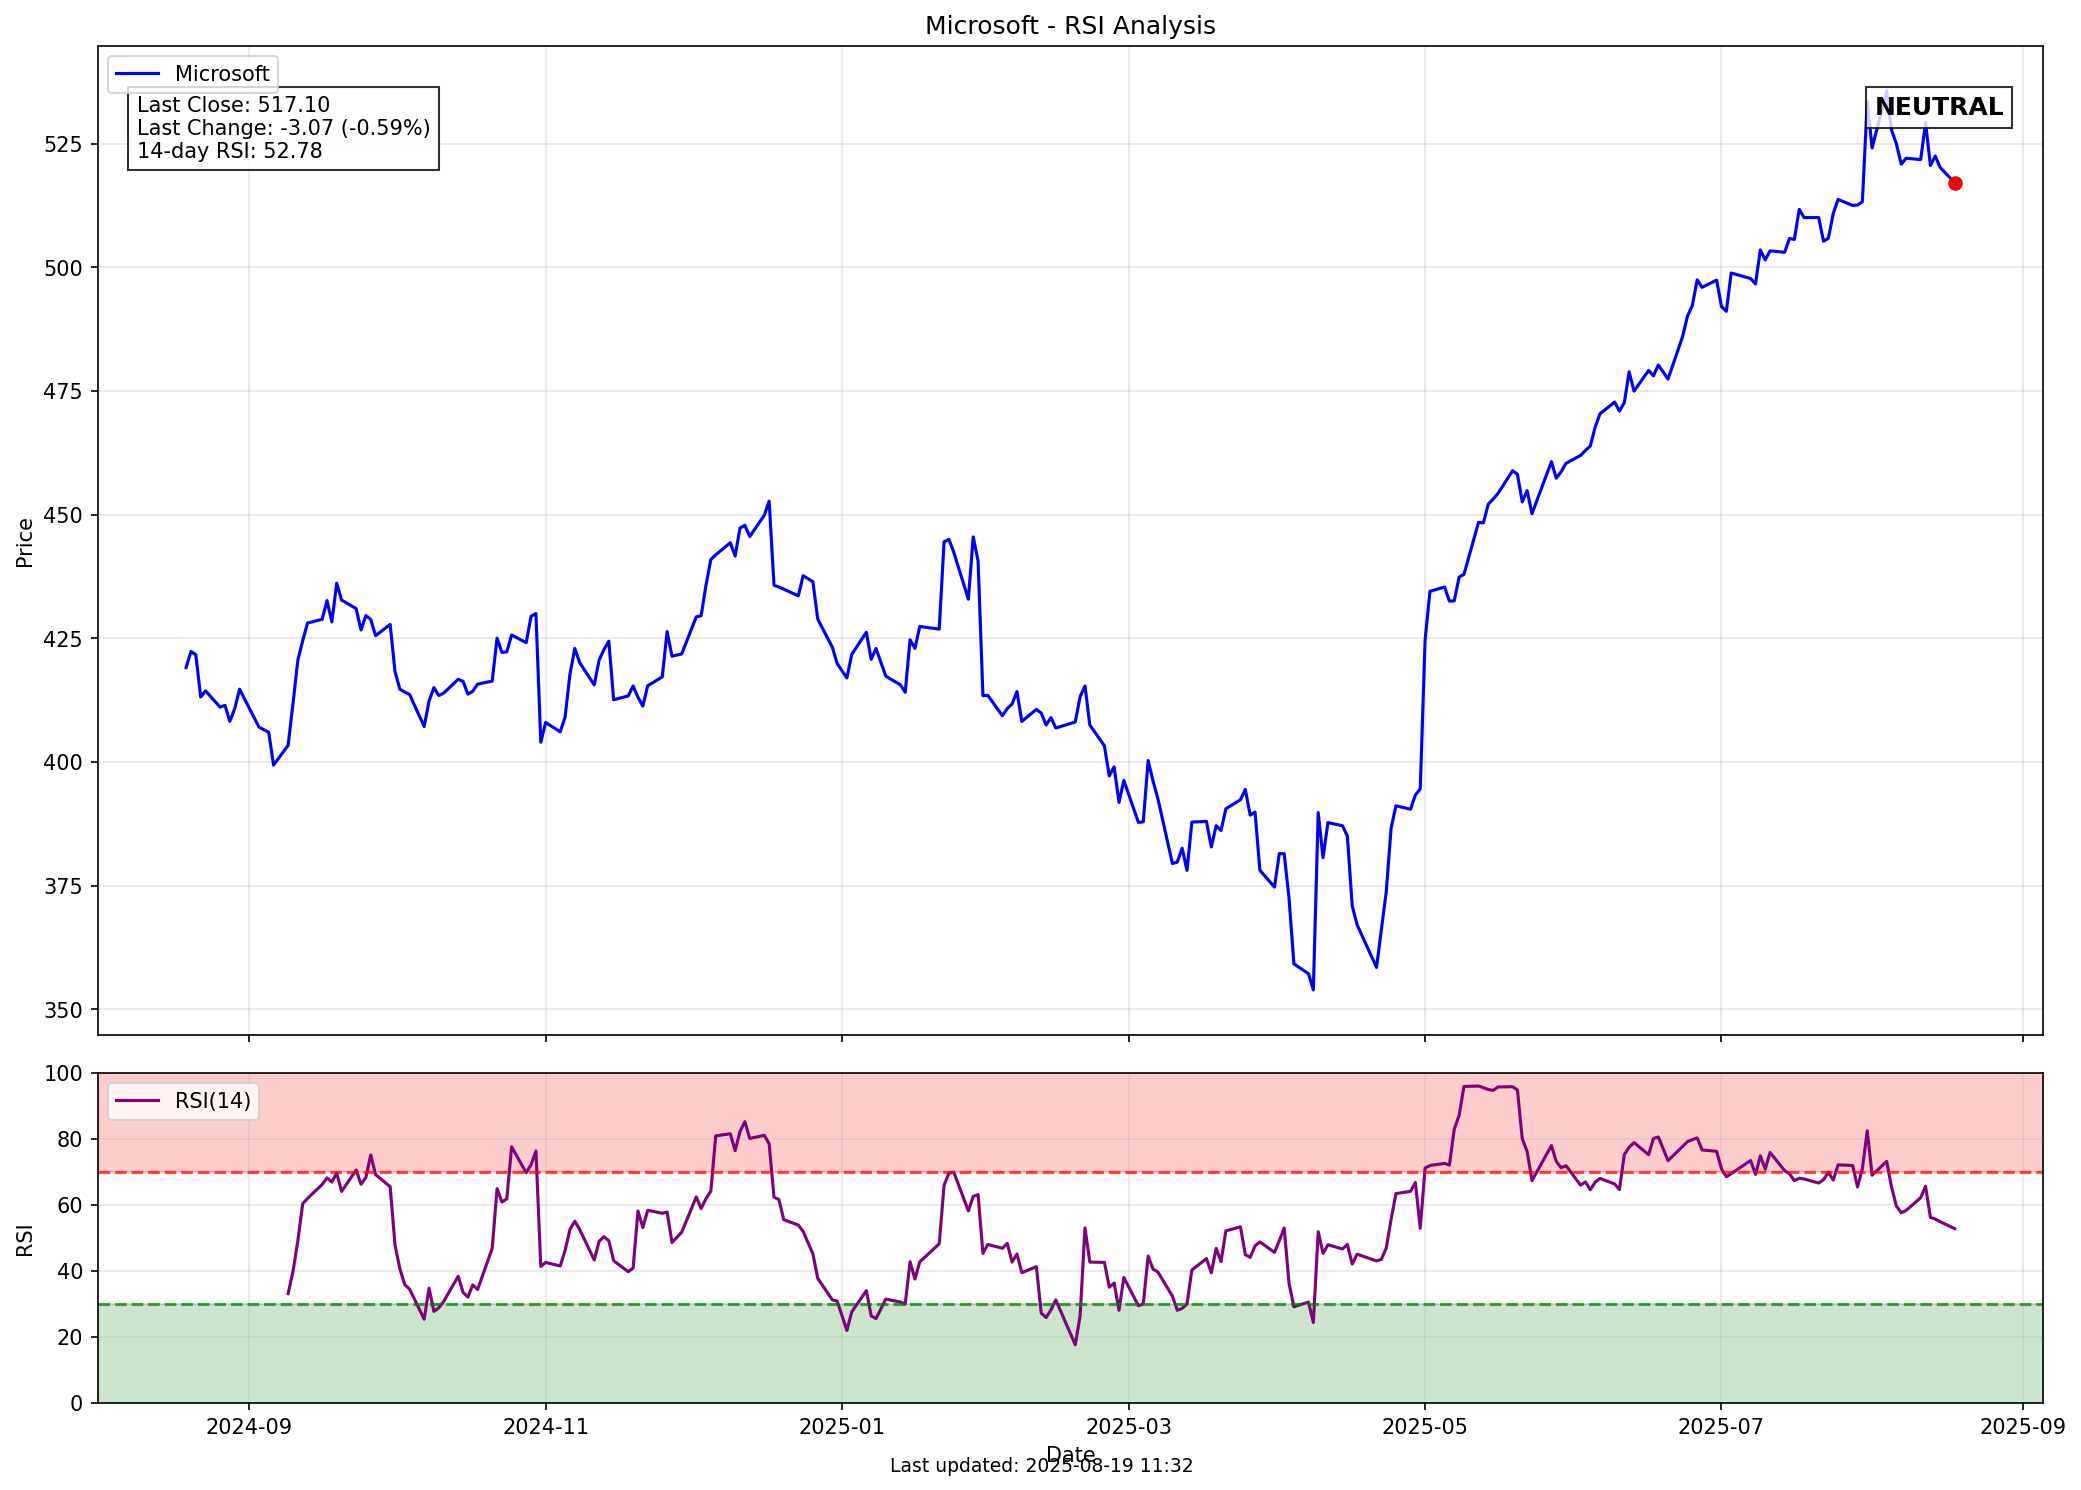 Microsoft - RSI Analysis
Microsoft
Last Close: 517.10
Last Change: -3.07 (-0.59%)
14-day RSI: 52.78
NEUTRAL
525
500
475
450
425
400
375
350
Price
100
80
60
40
20
0
RSI
RSI(14)
2024-09 2024-11 2025-01 2025-03 2025-05 2025-07 2025-09
Date
Last updated: 2025-08-19 11:32